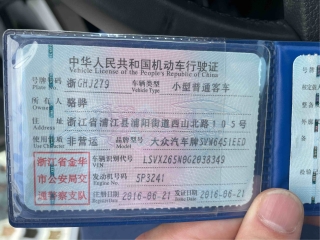 中华人民共和国机动车行驶证
Vehicle License of the People's Republic of China
号牌号码 浙GHJ279 车辆类型 小型普通客车
Plate No. Vehicle Type
所有人 骆骅
住址 浙江省浦江县浦阳街道西山北路105号
使用性质 非营运 品牌型号 大众汽车牌SVW6451EED
浙江省金华 车辆识别代号 LSVXZ65N0G2038349
VIN
市公安局交 发动机号码 5P3241
Engine No.
通警察支队 注册日期 2016-06-21 发证日期 2016-06-21
Register Date Issue Date